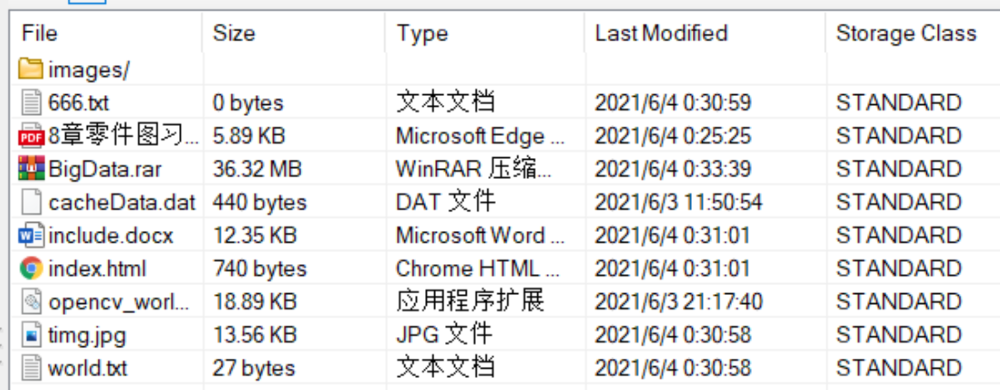 File Size Type Last Modified Storage Class
images/
666.txt 0 bytes 文本文档 2021/6/4 0:30:59 STANDARD
PDF 8章零件图习... 5.89 KB Microsoft Edge ... 2021/6/4 0:25:25 STANDARD
BigData.rar 36.32 MB WinRAR 压缩... 2021/6/4 0:33:39 STANDARD
cacheData.dat 440 bytes DAT 文件 2021/6/3 11:50:54 STANDARD
include.docx 12.35 KB Microsoft Word ... 2021/6/4 0:31:01 STANDARD
index.html 740 bytes Chrome HTML ... 2021/6/4 0:31:01 STANDARD
opencv_worl... 18.89 KB 应用程序扩展 2021/6/3 21:17:40 STANDARD
timg.jpg 13.56 KB JPG 文件 2021/6/4 0:30:58 STANDARD
world.txt 27 bytes 文本文档 2021/6/4 0:30:58 STANDARD